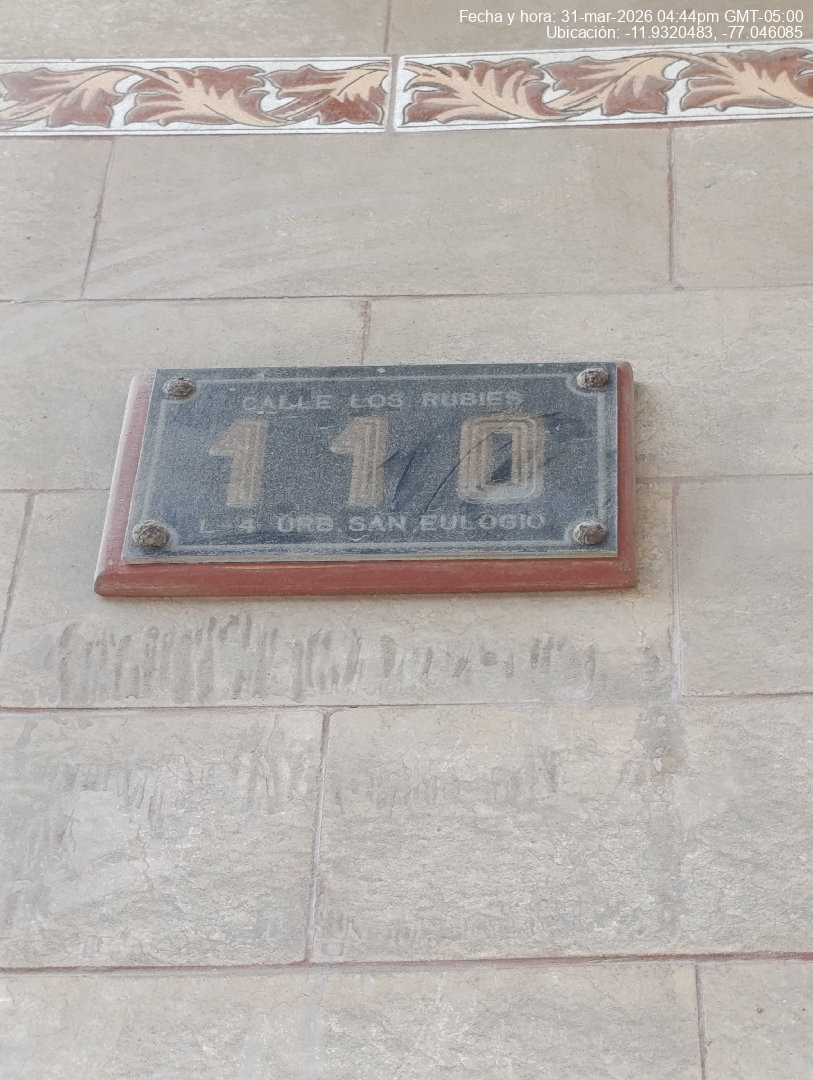 Fecha y hora: 31-mar-2026 04:44pm GMT-05:00
Ubicación: -11.9320483, -77.046085
CALLE LOS RUBIES
110
L-4 URB. SAN EULOGIO